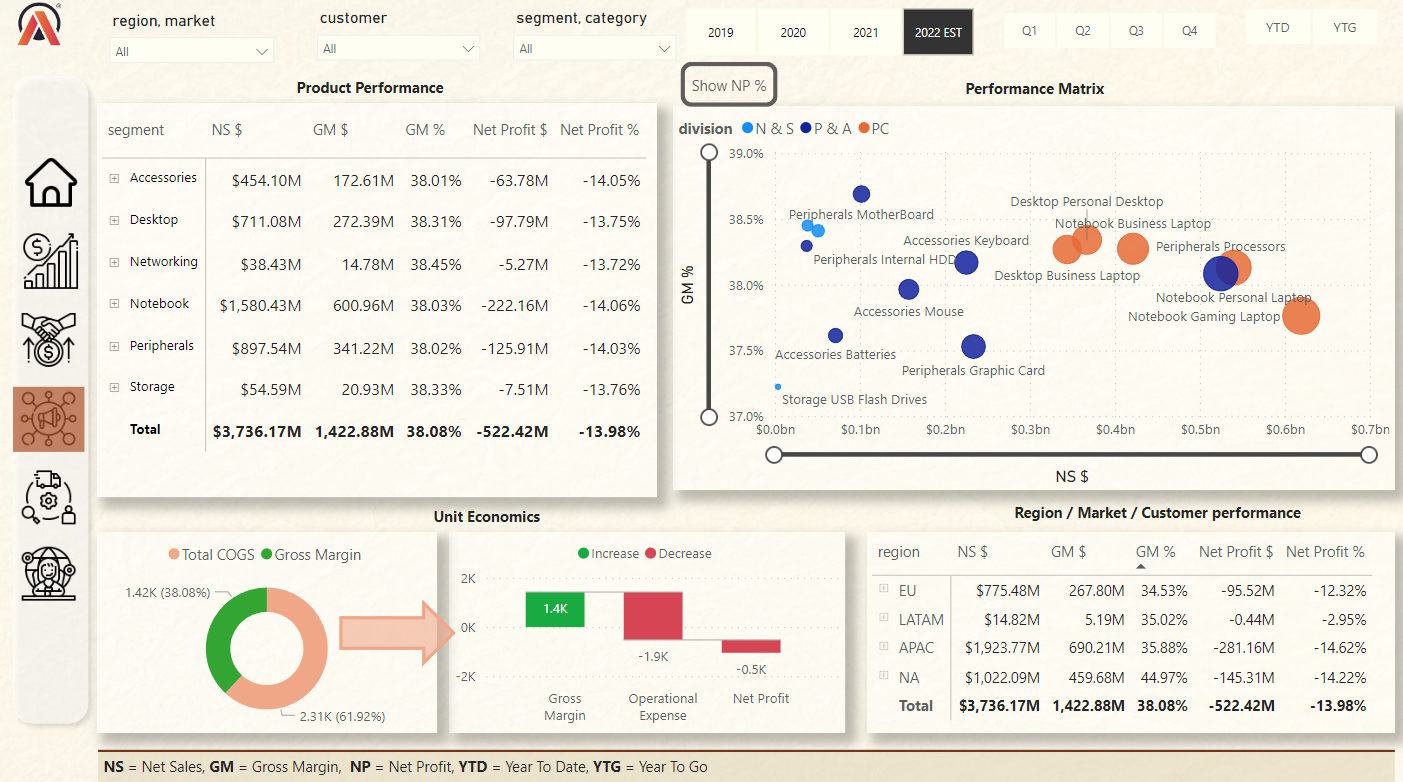 region, market
customer
segment, category
All
All
All
2019 2020 2021 2022 EST
Q1 Q2 Q3 Q4
YTD YTG
Product Performance
segment NS $ GM $ GM % Net Profit $ Net Profit %
Accessories $454.10M 172.61M 38.01% -63.78M -14.05%
Desktop $711.08M 272.39M 38.31% -97.79M -13.75%
Networking $38.43M 14.78M 38.45% -5.27M -13.72%
Notebook $1,580.43M 600.96M 38.03% -222.16M -14.06%
Peripherals $897.54M 341.22M 38.02% -125.91M -14.03%
Storage $54.59M 20.93M 38.33% -7.51M -13.76%
Total $3,736.17M 1,422.88M 38.08% -522.42M -13.98%
Show NP %
Performance Matrix
division N & S P & A PC
GM %
39.0%
38.5%
38.0%
37.5%
37.0%
Desktop Personal Desktop
Peripherals MotherBoard
Notebook Business Laptop
Accessories Keyboard
Peripherals Processors
Peripherals Internal HDD
Desktop Business Laptop
Notebook Personal Laptop
Accessories Mouse
Notebook Gaming Laptop
Accessories Batteries
Peripherals Graphic Card
Storage USB Flash Drives
$0.0bn $0.1bn $0.2bn $0.3bn $0.4bn $0.5bn $0.6bn $0.7bn
NS $
Unit Economics
Total COGS Gross Margin
1.42K (38.08%)
2.31K (61.92%)
Increase Decrease
2K
0K
-2K
1.4K
-1.9K
-0.5K
Gross
Margin
Operational
Expense
Net Profit
Region / Market / Customer performance
region NS $ GM $ GM % Net Profit $ Net Profit %
EU $775.48M 267.80M 34.53% -95.52M -12.32%
LATAM $14.82M 5.19M 35.02% -0.44M -2.95%
APAC $1,923.77M 690.21M 35.88% -281.16M -14.62%
NA $1,022.09M 459.68M 44.97% -145.31M -14.22%
Total $3,736.17M 1,422.88M 38.08% -522.42M -13.98%
NS = Net Sales, GM = Gross Margin, NP = Net Profit, YTD = Year To Date, YTG = Year To Go